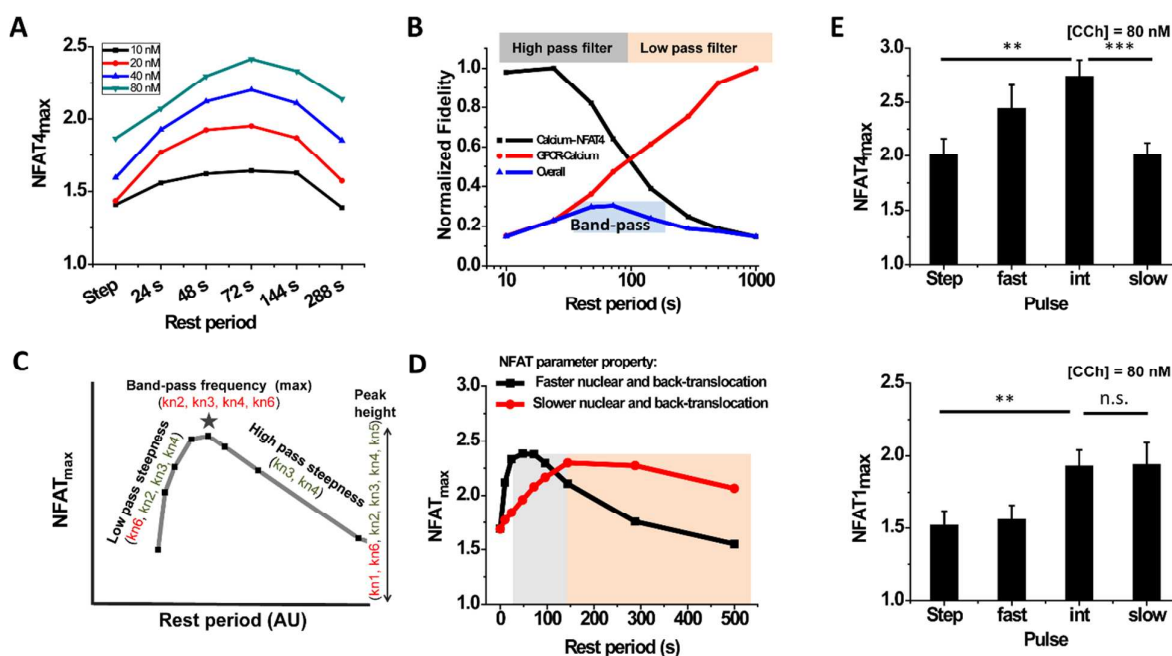 A
10 nM
20 nM
40 nM
80 nM
2.5
2.0
1.5
1.0
NFAT4max
Step
24 s
48 s
72 s
144 s
288 s
Rest period
B
High pass filter
Low pass filter
1.0
0.8
0.6
0.4
0.2
0.0
Normalized Fidelity
Calcium-NFAT4
GPCR-Calcium
Overall
Band-pass
10
100
1000
Rest period (s)
C
Band-pass frequency (max)
(kn2, kn3, kn4, kn6)
Peak height
Low pass steepness
(kn6, kn2, kn3, kn4)
High pass steepness
(kn3, kn4)
(kn1, kn6, kn2, kn3, kn4, kn5)
NFATmax
Rest period (AU)
D
NFAT parameter property:
Faster nuclear and back-translocation
Slower nuclear and back-translocation
3.0
2.5
2.0
1.5
1.0
NFATmax
0
100
200
300
400
500
Rest period (s)
E
[CCh] = 80 nM
**
***
3.0
2.5
2.0
1.5
1.0
NFAT4max
Step
fast
int
slow
Pulse
[CCh] = 80 nM
**
n.s.
3.0
2.5
2.0
1.5
1.0
NFAT1max
Step
fast
int
slow
Pulse